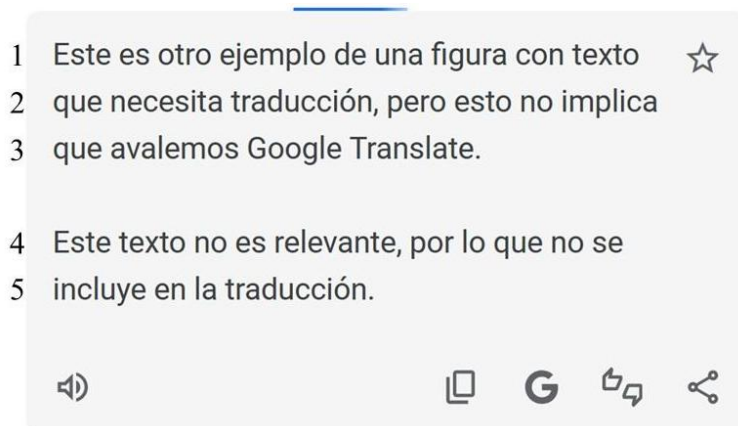 1 Este es otro ejemplo de una figura con texto
2 que necesita traducción, pero esto no implica
3 que avalemos Google Translate.
4 Este texto no es relevante, por lo que no se
5 incluye en la traducción.